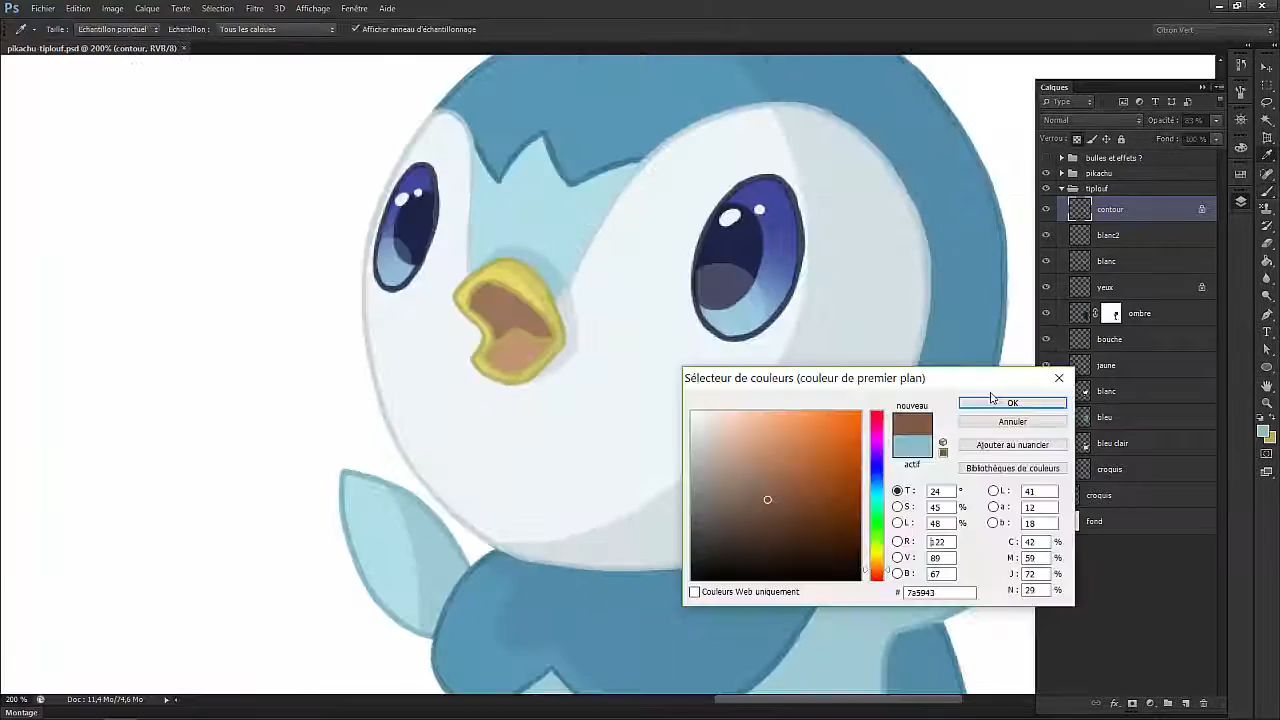 Ps Fichier Edition Image Calque Texte Sélection Filtre 3D Affichage Fenêtre Aide
Taille : Echantillon ponctuel Echantillon : Tous les calques Afficher anneau d'échantillonnage Citron Vert
pikachu-tiplouf.psd @ 200% (contour, RVB/8) ×
Calques
Type
Normal Opacité : 83 %
Verrou : Fond : 100 %
bulles et effets ?
pikachu
tiplouf
contour
blanc2
blanc
yeux
ombre
bouche
jaune
blanc
bleu
bleu clair
croquis
croquis
fond
Sélecteur de couleurs (couleur de premier plan)
nouveau
actif
OK
Annuler
Ajouter au nuancier
Bibliothèques de couleurs
T : 24 ° L : 41
S : 45 % a : 12
L : 48 % b : 18
R : 122 C : 42 %
V : 89 M : 59 %
B : 67 J : 72 %
# 7a5943 N : 29 %
Couleurs Web uniquement
200 % Doc : 11,4 Mo/74,6 Mo
Montage